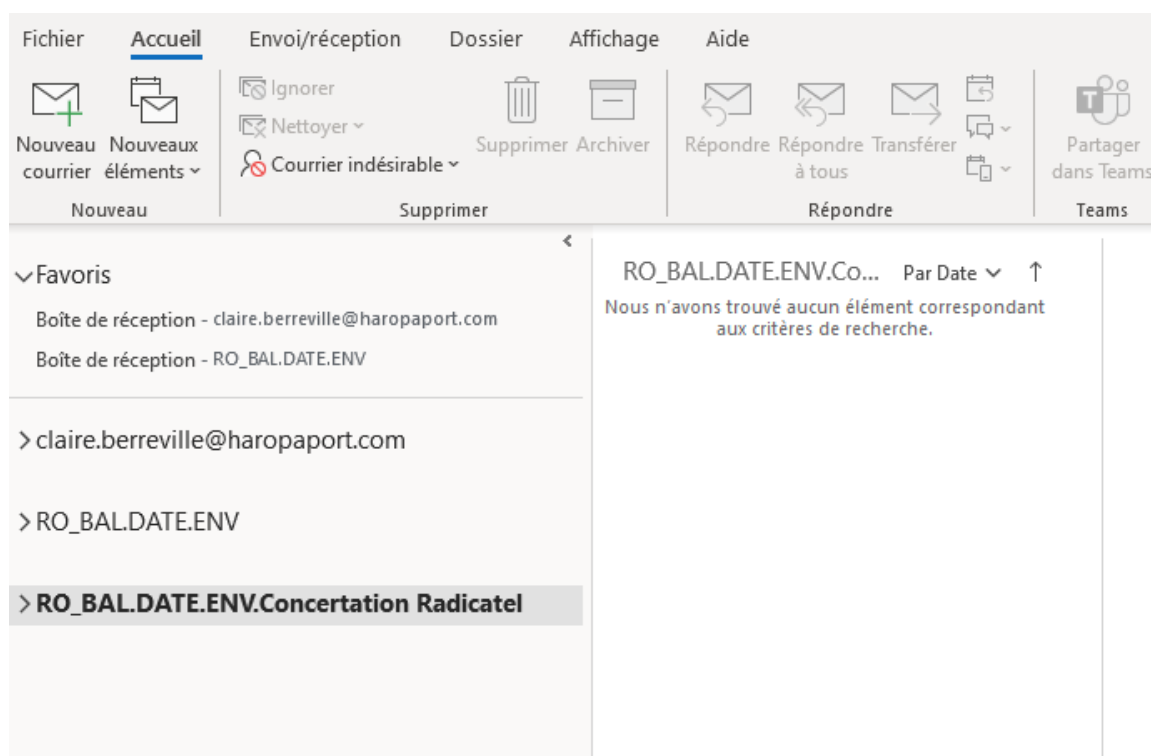 Fichier Accueil Envoi/réception Dossier Affichage Aide
Nouveau courrier
Nouveaux éléments
Nouveau
Ignorer
Nettoyer
Courrier indésirable
Supprimer Archiver
Supprimer
Répondre
Répondre à tous
Transférer
Répondre
Partager dans Teams
Teams
Favoris
Boîte de réception - claire.berreville@haropaport.com
Boîte de réception - RO_BAL.DATE.ENV
claire.berreville@haropaport.com
RO_BAL.DATE.ENV
RO_BAL.DATE.ENV.Concertation Radicatel
RO_BAL.DATE.ENV.Co... Par Date
Nous n'avons trouvé aucun élément correspondant
aux critères de recherche.